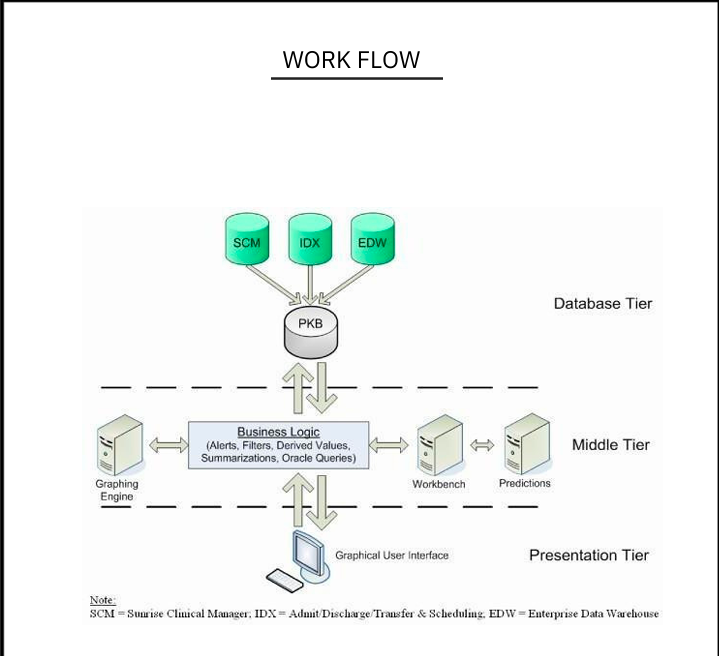 WORK FLOW
SCM
IDX
EDW
Database Tier
PKB
Business Logic
(Alerts, Filters, Derived Values,
Summarizations, Oracle Queries)
Middle Tier
Graphing
Engine
Workbench
Predictions
Graphical User Interface
Presentation Tier
Note:
SCM = Sunrise Clinical Manager; IDX = Admit/Discharge/Transfer & Scheduling; EDW = Enterprise Data Warehouse